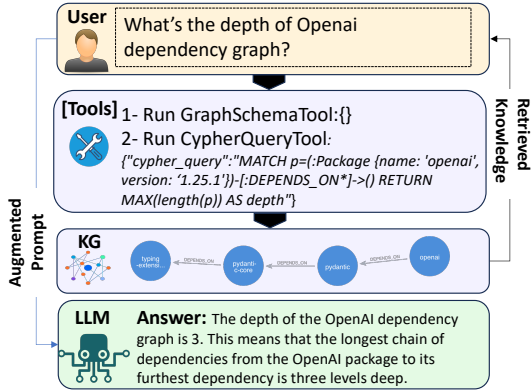 User
What's the depth of Openai
dependency graph?
[Tools]
1- Run GraphSchemaTool:{}
2- Run CypherQueryTool:
{"cypher_query":"MATCH p=(:Package {name: 'openai',
version: ‘1.25.1'})-[:DEPENDS_ON*]->() RETURN
MAX(length(p)) AS depth"}
Augmented
Prompt
Retrieved
Knowledge
KG
typing
-extensi...
DEPENDS_ON
pydanti-
c-core
DEPENDS_ON
pydantic
DEPENDS_ON
openai
LLM
Answer: The depth of the OpenAI dependency
graph is 3. This means that the longest chain of
dependencies from the OpenAI package to its
furthest dependency is three levels deep.